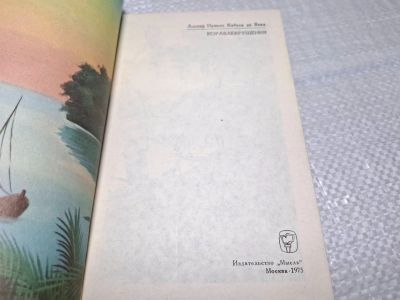 Альвар Нуньес Кабеса де Вака
КОРАБЛЕКРУШЕНИЯ
Издательство „Мысль"
Москва · 1975